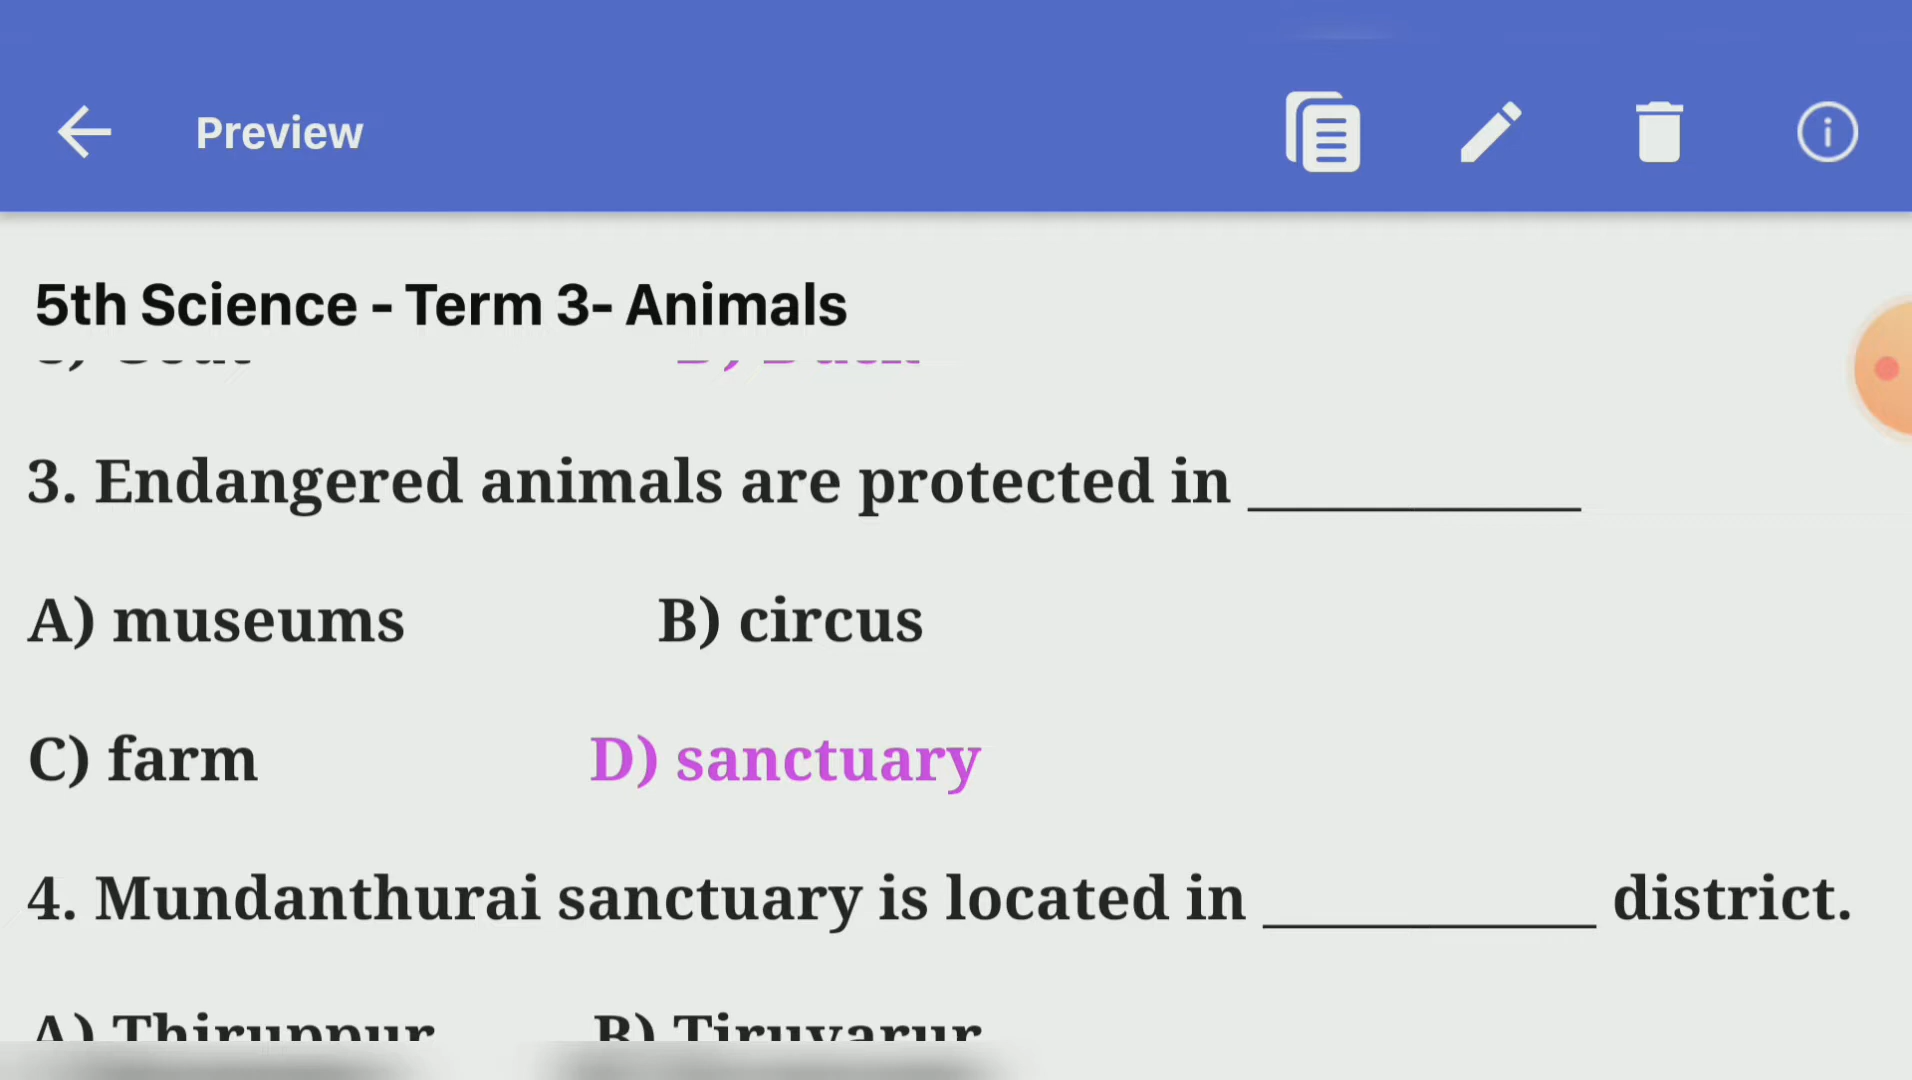 Preview
5th Science - Term 3- Animals
3. Endangered animals are protected in ___________
A) museums B) circus
C) farm D) sanctuary
4. Mundanthurai sanctuary is located in ___________ district.
A) Thiruppur B) Tiruvarur